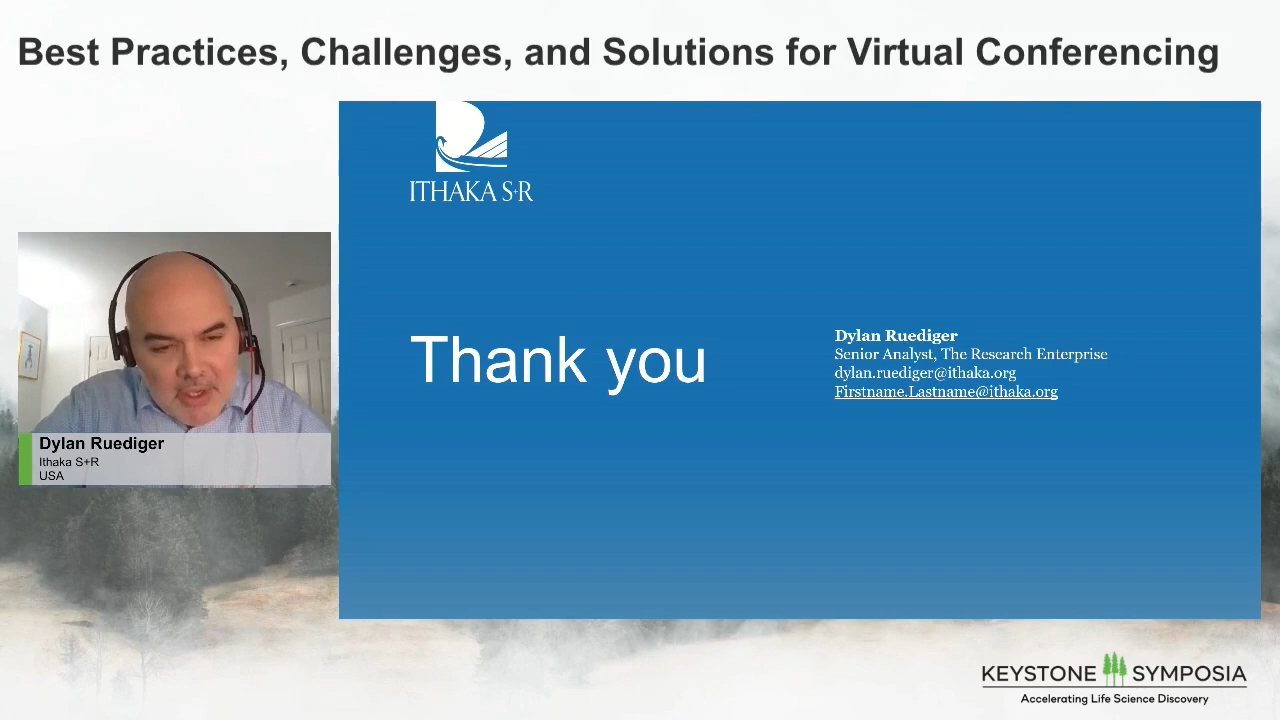 Best Practices, Challenges, and Solutions for Virtual Conferencing
ITHAKA S+R
Thank you
Dylan Ruediger
Senior Analyst, The Research Enterprise
dylan.ruediger@ithaka.org
Firstname.Lastname@ithaka.org
Dylan Ruediger
Ithaka S+R
USA
KEYSTONE SYMPOSIA
Accelerating Life Science Discovery